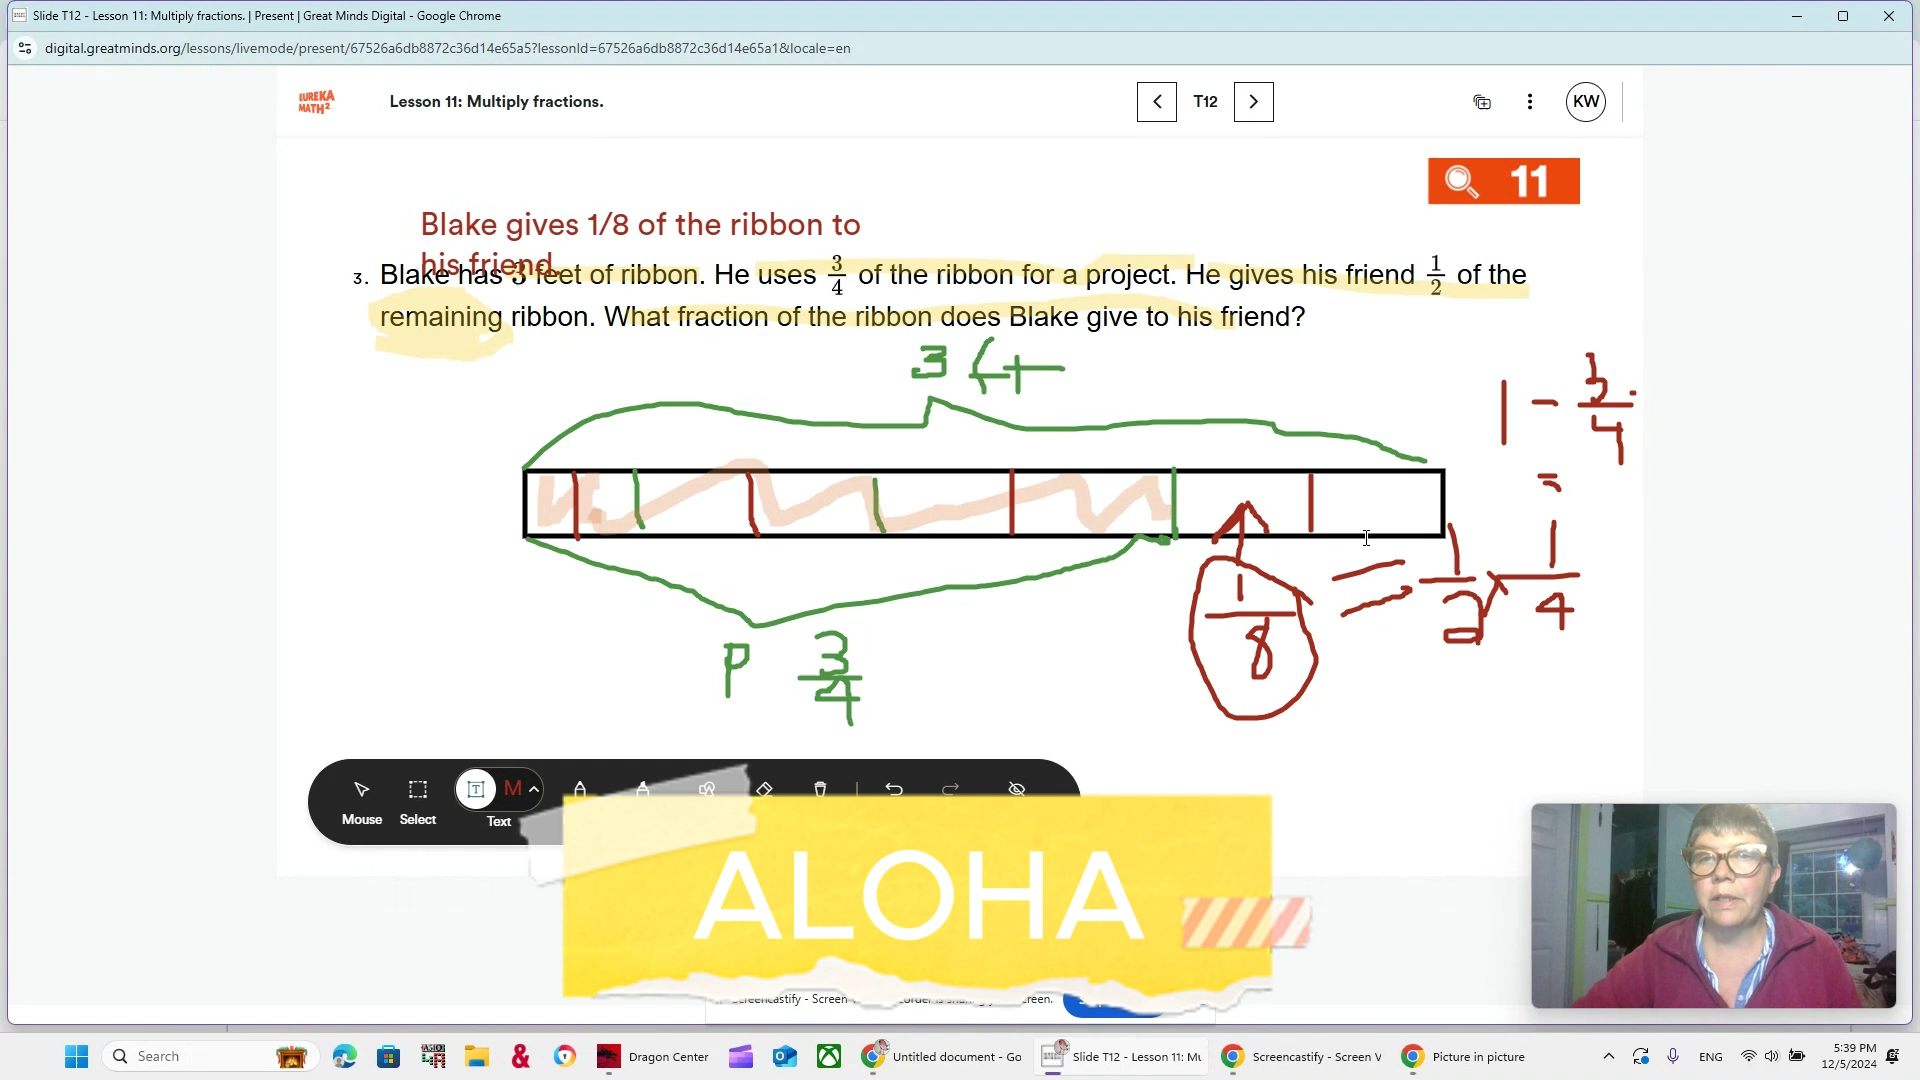 Slide T12 - Lesson 11: Multiply fractions. | Present | Great Minds Digital - Google Chrome
digital.greatminds.org/lessons/livemode/present/67526a6db8872c36d14e65a5?lessonId=67526a6db8872c36d14e65a1&locale=en
EUREKA MATH²
Lesson 11: Multiply fractions.
T12
KW
11
Blake gives 1/8 of the ribbon to
his friend.
3. Blake has 3 feet of ribbon. He uses 3/4 of the ribbon for a project. He gives his friend 1/2 of the
remaining ribbon. What fraction of the ribbon does Blake give to his friend?
3 ft
1 - 3/4
=
1/8 = 1/2 × 1/4
P 3/4
M
Mouse Select Text
ALOHA
Screencastify - Screen
Search
Dragon Center
Untitled document - Go
Slide T12 - Lesson 11: Mu
Screencastify - Screen V
Picture in picture
ENG
5:39 PM
12/5/2024